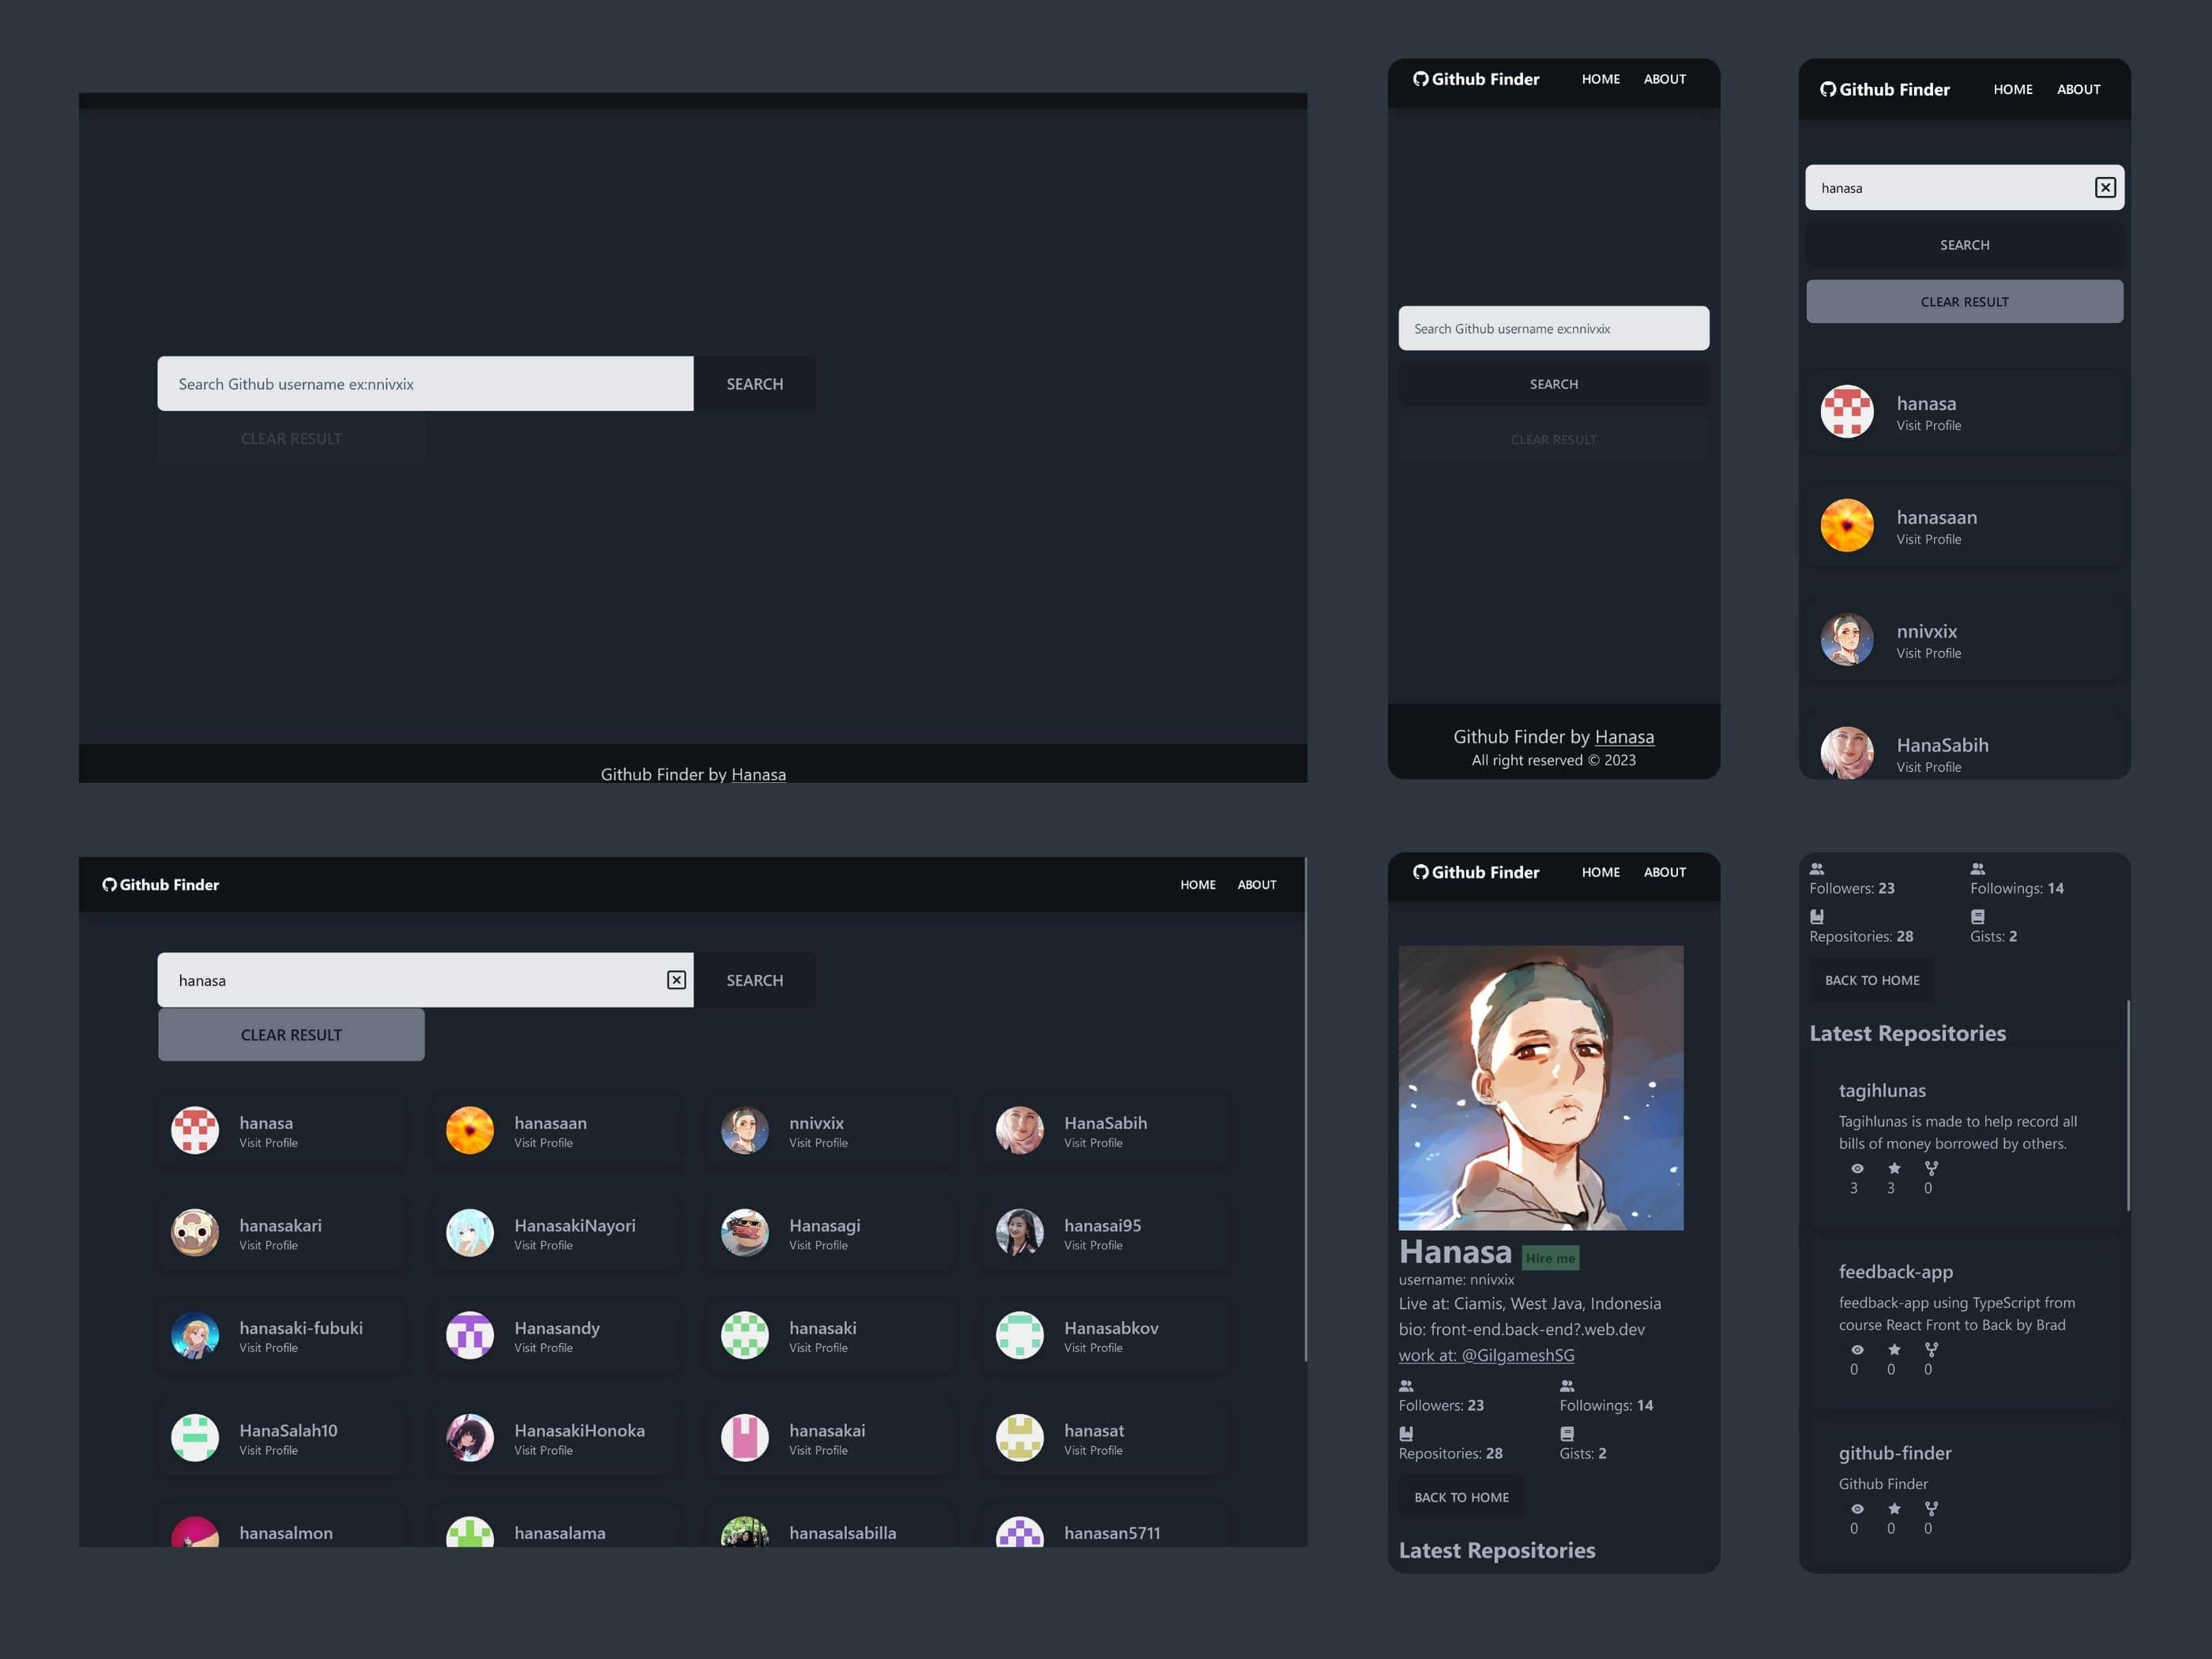 Search Github username ex:nnivxix
SEARCH
CLEAR RESULT
Github Finder by Hanasa
Github Finder
HOME
ABOUT
Search Github username ex:nnivxix
SEARCH
CLEAR RESULT
Github Finder by Hanasa
All right reserved © 2023
Github Finder
HOME
ABOUT
hanasa
SEARCH
CLEAR RESULT
hanasa
Visit Profile
hanasaan
Visit Profile
nnivxix
Visit Profile
HanaSabih
Visit Profile
Github Finder
HOME
ABOUT
hanasa
SEARCH
CLEAR RESULT
hanasa
Visit Profile
hanasaan
Visit Profile
nnivxix
Visit Profile
HanaSabih
Visit Profile
hanasakari
Visit Profile
HanasakiNayori
Visit Profile
Hanasagi
Visit Profile
hanasai95
Visit Profile
hanasaki-fubuki
Visit Profile
Hanasandy
Visit Profile
hanasaki
Visit Profile
Hanasabkov
Visit Profile
HanaSalah10
Visit Profile
HanasakiHonoka
Visit Profile
hanasakai
Visit Profile
hanasat
Visit Profile
hanasalmon
hanasalama
hanasalsabilla
hanasan5711
Github Finder
HOME
ABOUT
Hanasa
Hire me
username: nnivxix
Live at: Ciamis, West Java, Indonesia
bio: front-end.back-end?.web.dev
work at: @GilgameshSG
Followers: 23
Followings: 14
Repositories: 28
Gists: 2
BACK TO HOME
Latest Repositories
Followers: 23
Followings: 14
Repositories: 28
Gists: 2
BACK TO HOME
Latest Repositories
tagihlunas
Tagihlunas is made to help record all
bills of money borrowed by others.
3 3 0
feedback-app
feedback-app using TypeScript from
course React Front to Back by Brad
0 0 0
github-finder
Github Finder
0 0 0